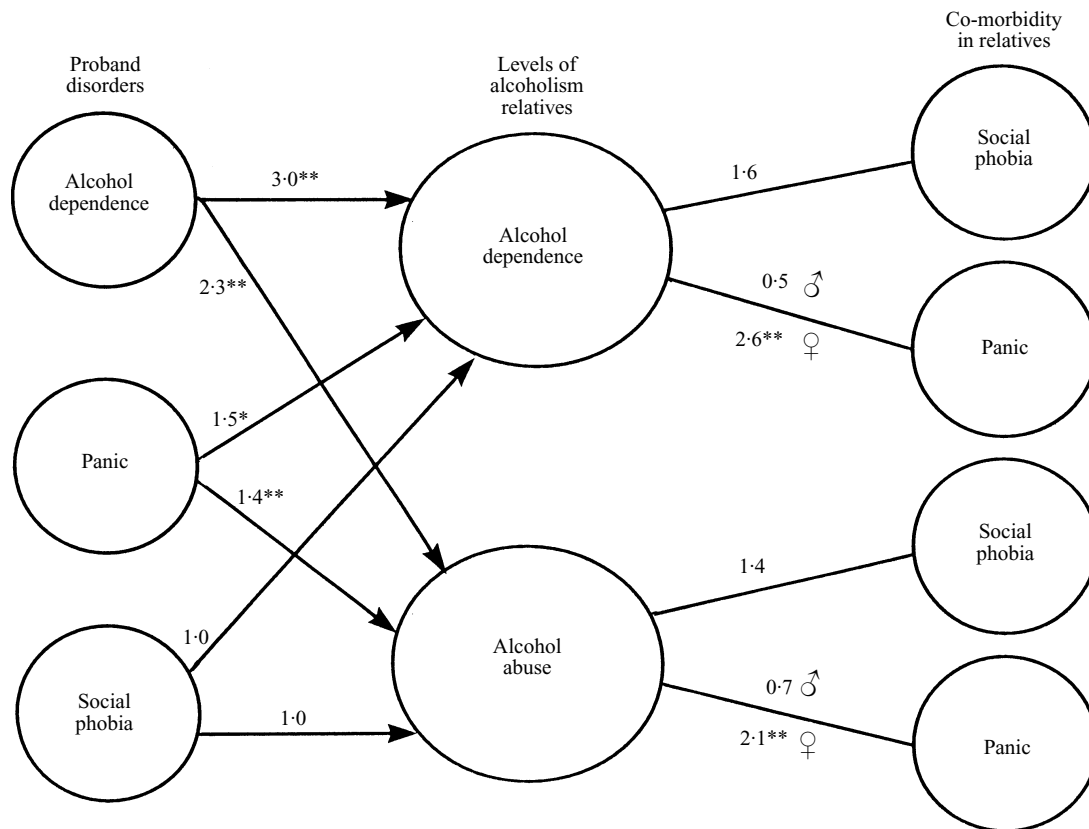 Proband
disorders
Levels of
alcoholism
relatives
Co-morbidity
in relatives
Alcohol
dependence
3·0**
2·3**
Alcohol
dependence
1·6
Social
phobia
0·5 ♂
2·6** ♀
Panic
Panic
1·5*
1·4**
Social
phobia
1·0
1·0
Alcohol
abuse
1·4
Social
phobia
0·7 ♂
2·1** ♀
Panic